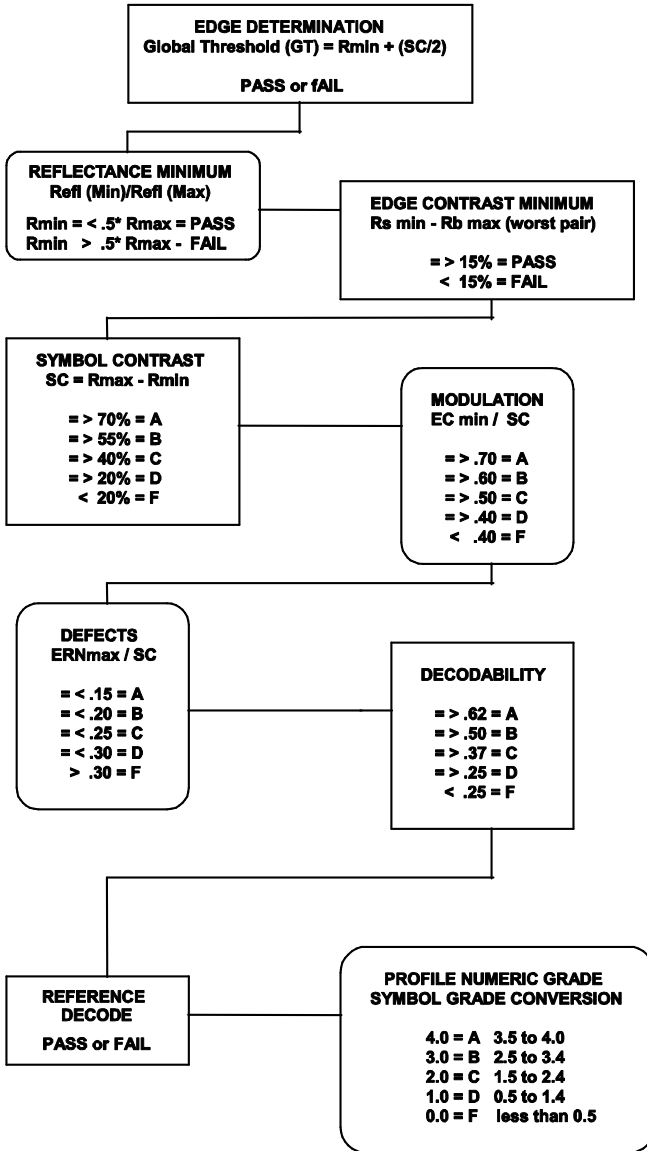 EDGE DETERMINATION
Global Threshold (GT) = Rmin + (SC/2)
PASS or fAIL
REFLECTANCE MINIMUM
Refl (Min)/Refl (Max)
Rmin = < .5* Rmax = PASS
Rmin > .5* Rmax - FAIL
EDGE CONTRAST MINIMUM
Rs min - Rb max (worst pair)
= > 15% = PASS
< 15% = FAIL
SYMBOL CONTRAST
SC = Rmax - Rmin
= > 70% = A
= > 55% = B
= > 40% = C
= > 20% = D
< 20% = F
MODULATION
EC min / SC
= > .70 = A
= > .60 = B
= > .50 = C
= > .40 = D
< .40 = F
DEFECTS
ERNmax / SC
= < .15 = A
= < .20 = B
= < .25 = C
= < .30 = D
> .30 = F
DECODABILITY
= > .62 = A
= > .50 = B
= > .37 = C
= > .25 = D
< .25 = F
REFERENCE
DECODE
PASS or FAIL
PROFILE NUMERIC GRADE
SYMBOL GRADE CONVERSION
4.0 = A 3.5 to 4.0
3.0 = B 2.5 to 3.4
2.0 = C 1.5 to 2.4
1.0 = D 0.5 to 1.4
0.0 = F less than 0.5